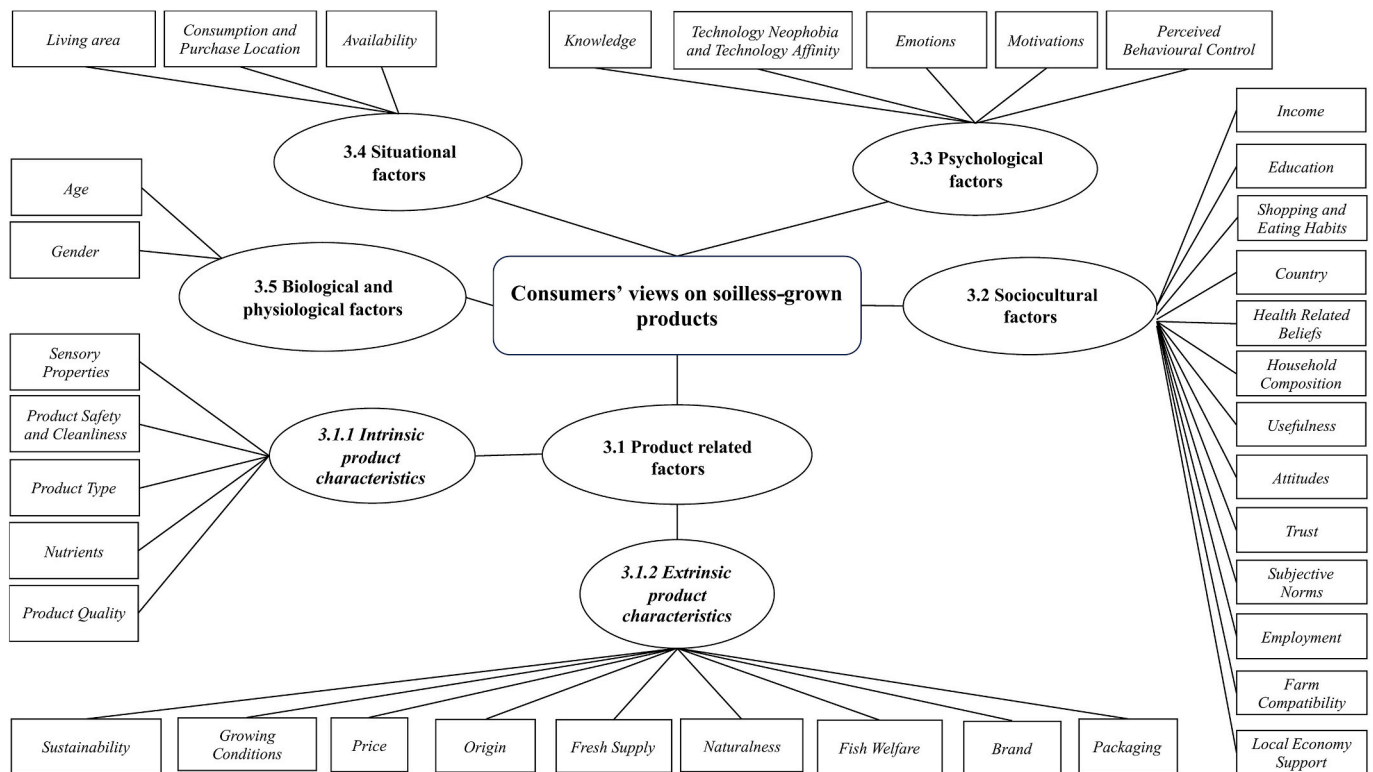 Living area
Consumption and
Purchase Location
Availability
Knowledge
Technology Neophobia
and Technology Affinity
Emotions
Motivations
Perceived
Behavioural Control
3.4 Situational
factors
3.3 Psychological
factors
Age
Gender
3.5 Biological and
physiological factors
Consumers’ views on soilless-grown
products
3.2 Sociocultural
factors
Income
Education
Shopping and
Eating Habits
Country
Health Related
Beliefs
Household
Composition
Usefulness
Attitudes
Trust
Subjective
Norms
Employment
Farm
Compatibility
Local Economy
Support
Sensory
Properties
Product Safety
and Cleanliness
Product Type
Nutrients
Product Quality
3.1.1 Intrinsic
product
characteristics
3.1 Product related
factors
3.1.2 Extrinsic
product
characteristics
Sustainability
Growing
Conditions
Price
Origin
Fresh Supply
Naturalness
Fish Welfare
Brand
Packaging